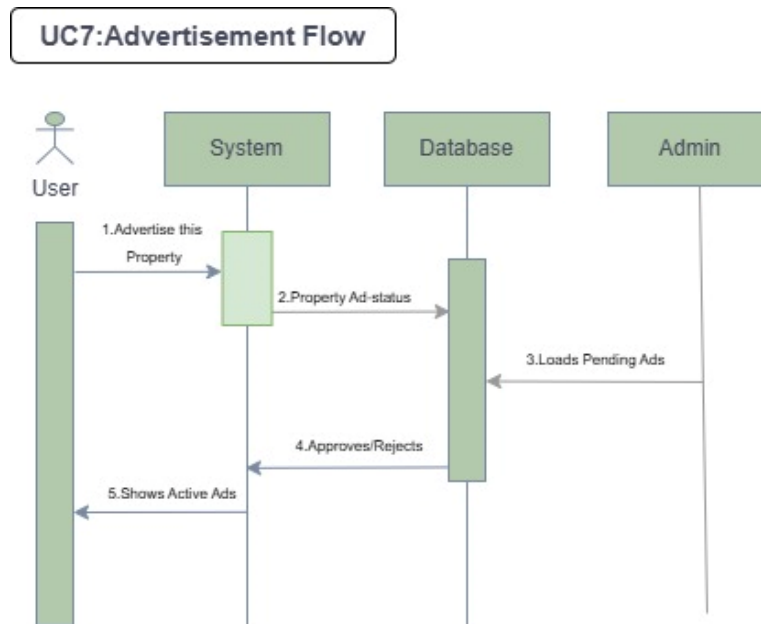 UC7:Advertisement Flow
User
System
Database
Admin
1.Advertise this
Property
2.Property Ad-status
3.Loads Pending Ads
4.Approves/Rejects
5.Shows Active Ads